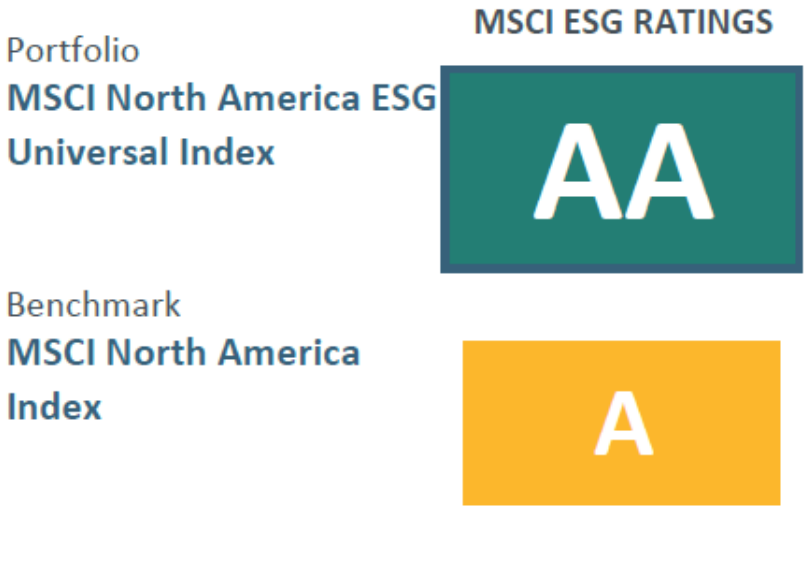 MSCI ESG RATINGS
Portfolio
MSCI North America ESG
Universal Index
AA
Benchmark
MSCI North America
Index
A